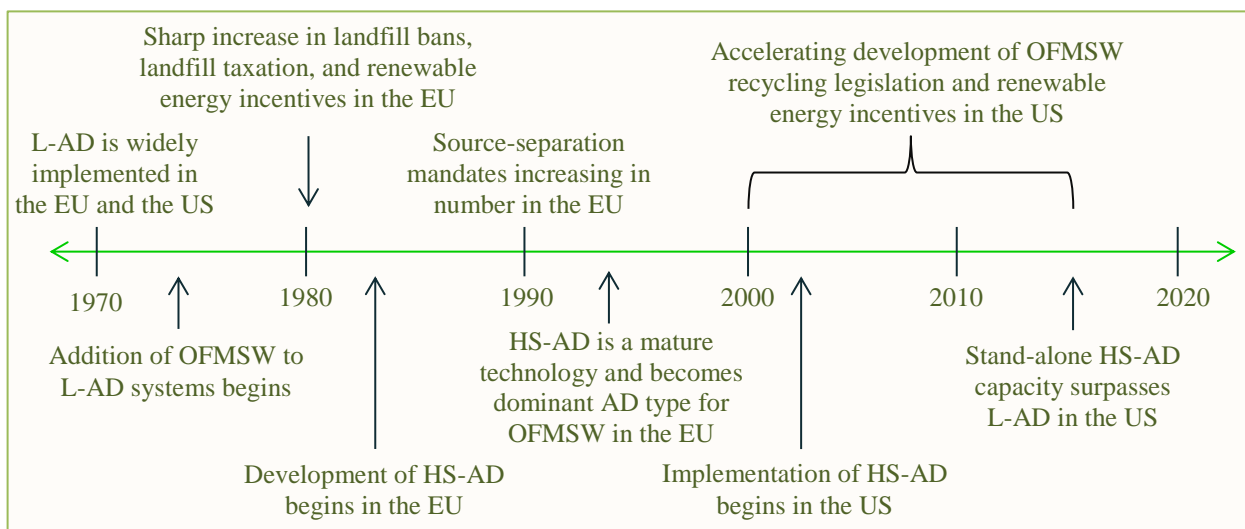 Sharp increase in landfill bans,
landfill taxation, and renewable
energy incentives in the EU
Accelerating development of OFMSW
recycling legislation and renewable
energy incentives in the US
L-AD is widely
implemented in
the EU and the US
Source-separation
mandates increasing in
number in the EU
1970
1980
1990
2000
2010
2020
Addition of OFMSW to
L-AD systems begins
HS-AD is a mature
technology and becomes
dominant AD type for
OFMSW in the EU
Stand-alone HS-AD
capacity surpasses
L-AD in the US
Development of HS-AD
begins in the EU
Implementation of HS-AD
begins in the US